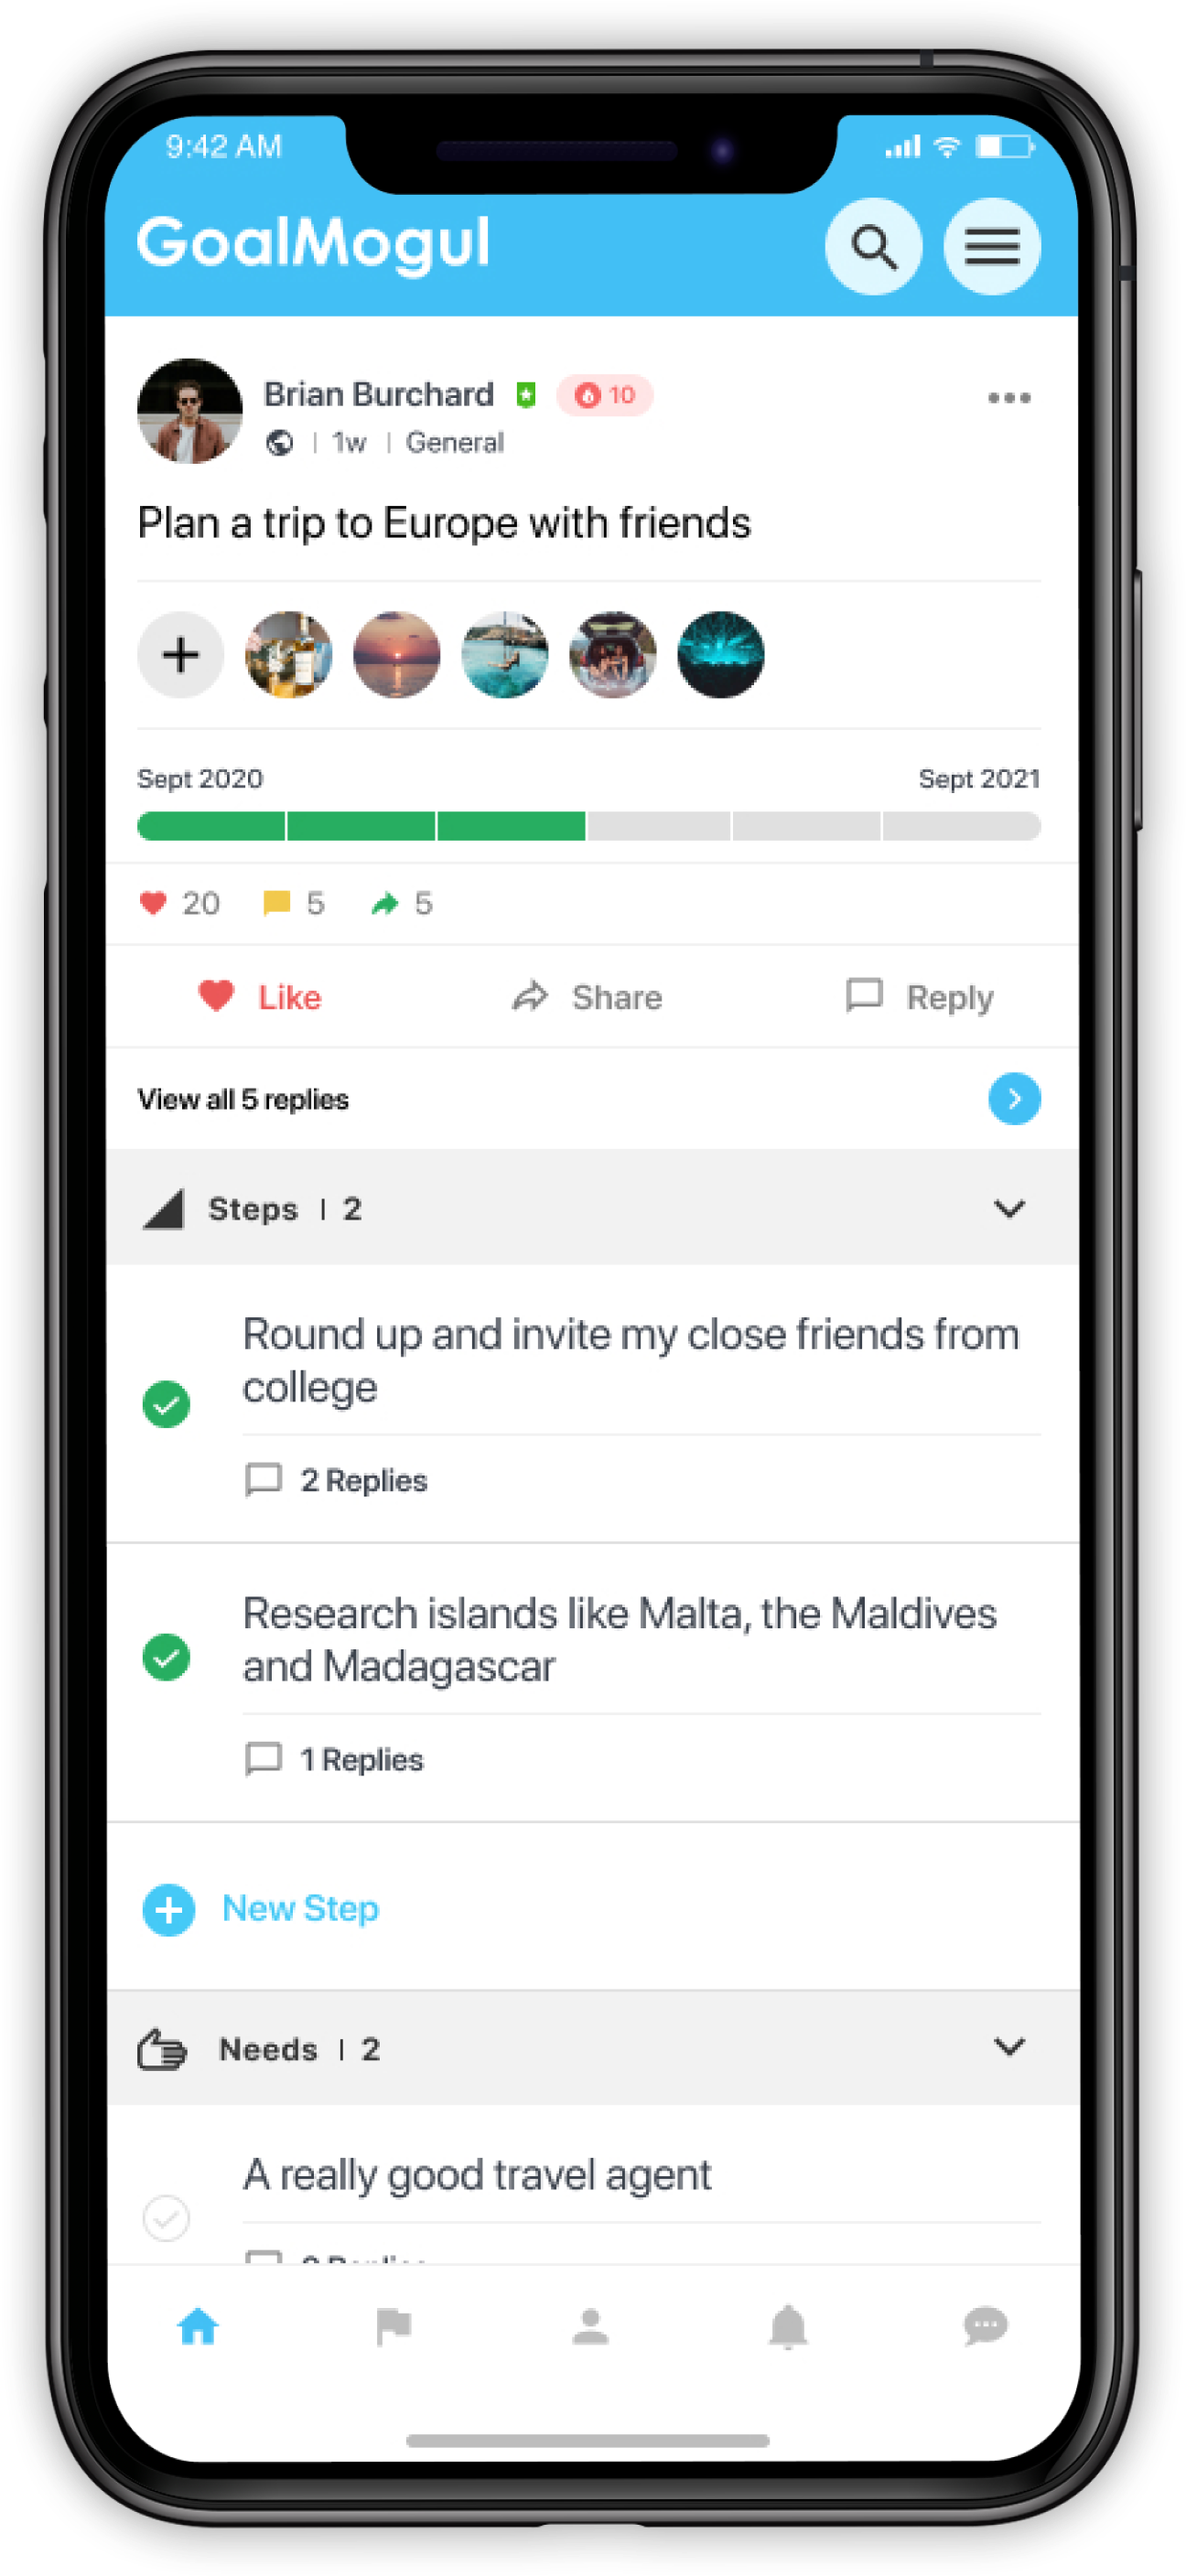 9:42 AM
GoalMogul
Brian Burchard 10
1w | General
Plan a trip to Europe with friends
Sept 2020 Sept 2021
20 5 5
Like Share Reply
View all 5 replies
Steps | 2
Round up and invite my close friends from
college
2 Replies
Research islands like Malta, the Maldives
and Madagascar
1 Replies
New Step
Needs | 2
A really good travel agent